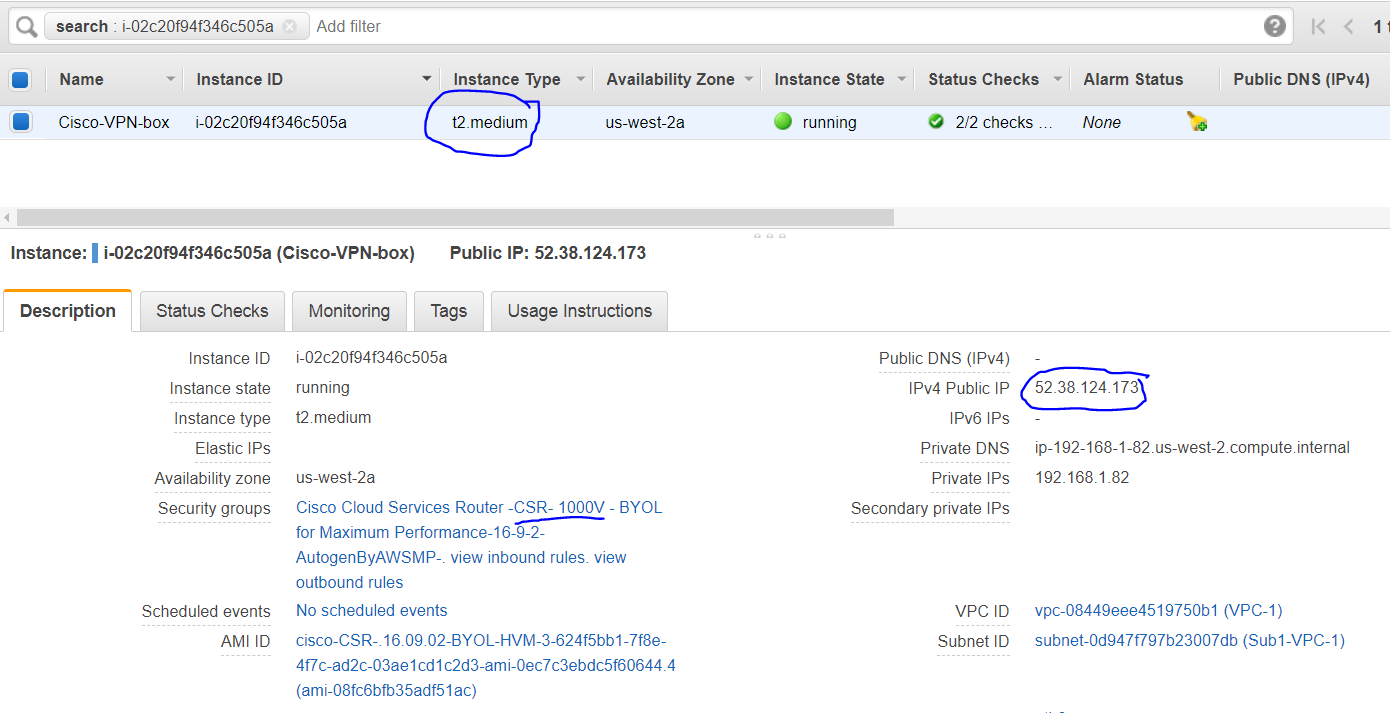 search : i-02c20f94f346c505a Add filter 1
Name Instance ID Instance Type Availability Zone Instance State Status Checks Alarm Status Public DNS (IPv4)
Cisco-VPN-box i-02c20f94f346c505a t2.medium us-west-2a running 2/2 checks ... None
Instance: i-02c20f94f346c505a (Cisco-VPN-box) Public IP: 52.38.124.173
Description Status Checks Monitoring Tags Usage Instructions
Instance ID i-02c20f94f346c505a Public DNS (IPv4) -
Instance state running IPv4 Public IP 52.38.124.173
Instance type t2.medium IPv6 IPs -
Elastic IPs Private DNS ip-192-168-1-82.us-west-2.compute.internal
Availability zone us-west-2a Private IPs 192.168.1.82
Security groups Cisco Cloud Services Router -CSR- 1000V - BYOL Secondary private IPs
for Maximum Performance-16-9-2-
AutogenByAWSMP-. view inbound rules. view
outbound rules
Scheduled events No scheduled events VPC ID vpc-08449eee4519750b1 (VPC-1)
AMI ID cisco-CSR-.16.09.02-BYOL-HVM-3-624f5bb1-7f8e- Subnet ID subnet-0d947f797b23007db (Sub1-VPC-1)
4f7c-ad2c-03ae1cd1c2d3-ami-0ec7c3ebdc5f60644.4
(ami-08fc6bfb35adf51ac)